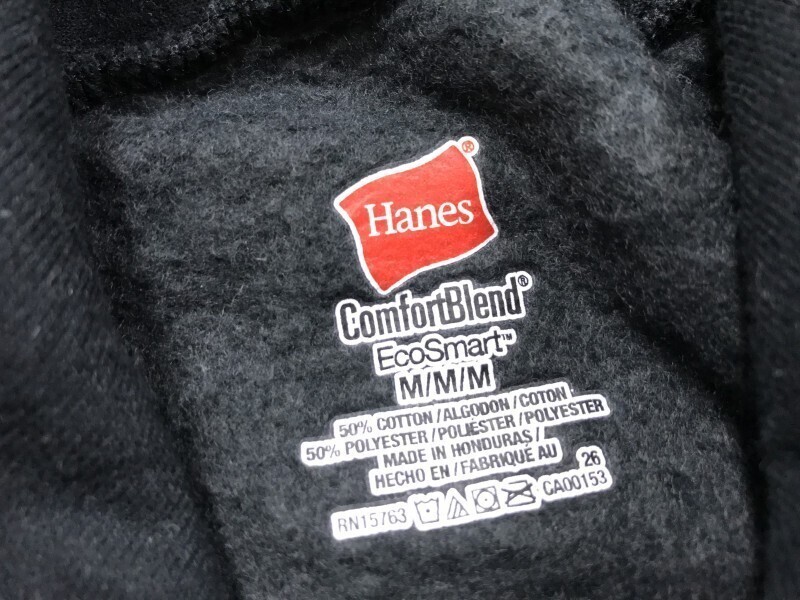 Hanes®
ComfortBlend®
EcoSmart™
M/M/M
50% COTTON/ALGODON/COTON
50% POLYESTER/POLIÉSTER/POLYESTER
MADE IN HONDURAS/
HECHO EN/FABRIQUÉ AU
26
RN15763 CA00153